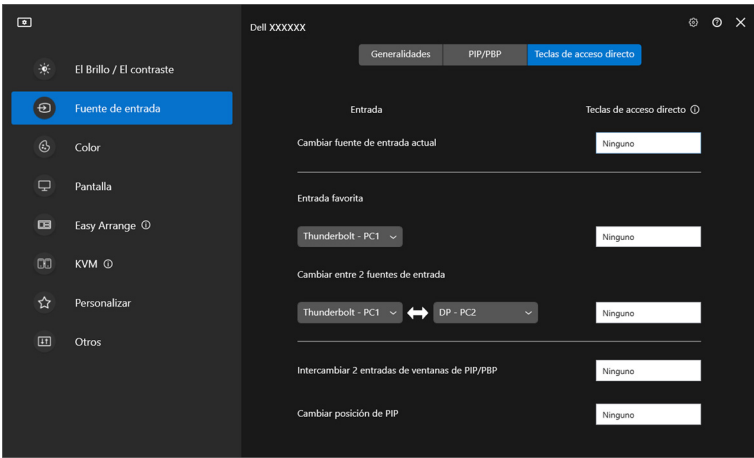 Dell XXXXXX
Generalidades PIP/PBP Teclas de acceso directo
El Brillo / El contraste
Fuente de entrada
Color
Pantalla
Easy Arrange
KVM
Personalizar
Otros
Entrada Teclas de acceso directo
Cambiar fuente de entrada actual Ninguno
Entrada favorita
Thunderbolt - PC1 Ninguno
Cambiar entre 2 fuentes de entrada
Thunderbolt - PC1 DP - PC2 Ninguno
Intercambiar 2 entradas de ventanas de PIP/PBP Ninguno
Cambiar posición de PIP Ninguno